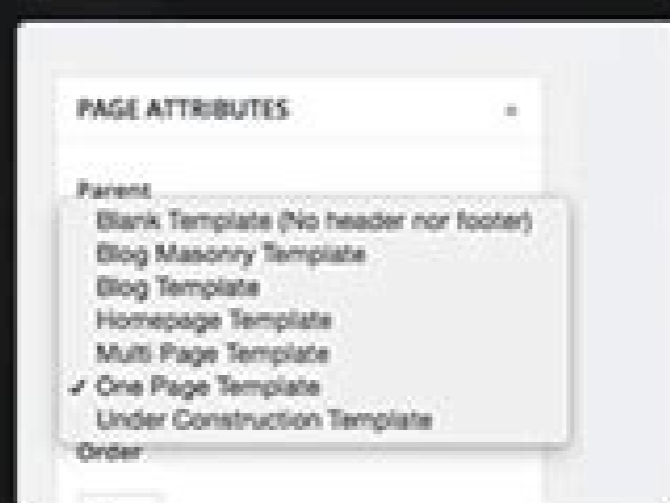 PAGE ATTRIBUTES
Parent
Blank Template (No header nor footer)
Blog Masonry Template
Blog Template
Homepage Template
Multi Page Template
✓ One Page Template
Under Construction Template
Order